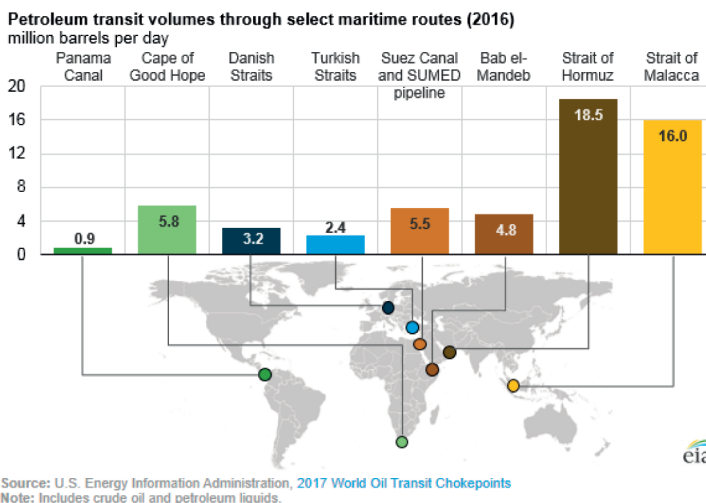 Petroleum transit volumes through select maritime routes (2016)
million barrels per day
Panama Canal
Cape of Good Hope
Danish Straits
Turkish Straits
Suez Canal and SUMED pipeline
Bab el-Mandeb
Strait of Hormuz
Strait of Malacca
20
16
12
8
4
0
0.9
5.8
3.2
2.4
5.5
4.8
18.5
16.0
eia
Source: U.S. Energy Information Administration, 2017 World Oil Transit Chokepoints
Note: Includes crude oil and petroleum liquids.